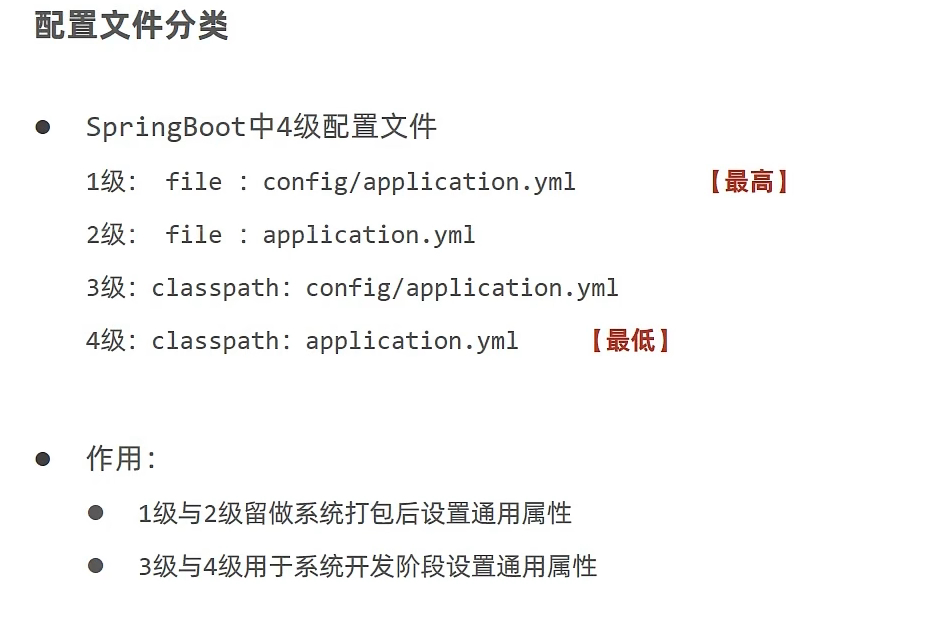 配置文件分类
● SpringBoot中4级配置文件
1级： file ：config/application.yml 【最高】
2级： file ：application.yml
3级：classpath：config/application.yml
4级：classpath：application.yml 【最低】
● 作用：
● 1级与2级留做系统打包后设置通用属性
● 3级与4级用于系统开发阶段设置通用属性